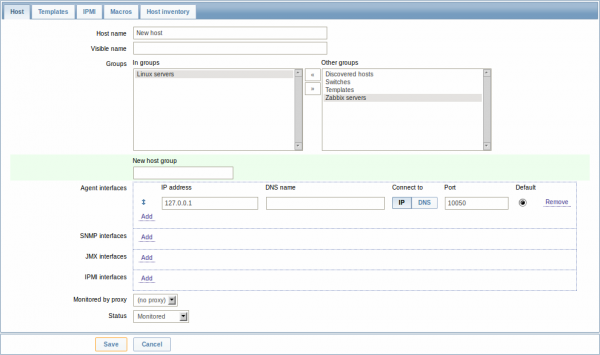 Host Templates IPMI Macros Host inventory
Host name New host
Visible name
Groups In groups Other groups
Linux servers « Discovered hosts
» Switches
Templates
Zabbix servers
New host group
Agent interfaces IP address DNS name Connect to Port Default
127.0.0.1 IP DNS 10050 Remove
Add
SNMP interfaces Add
JMX interfaces Add
IPMI interfaces Add
Monitored by proxy (no proxy)
Status Monitored
Save Cancel